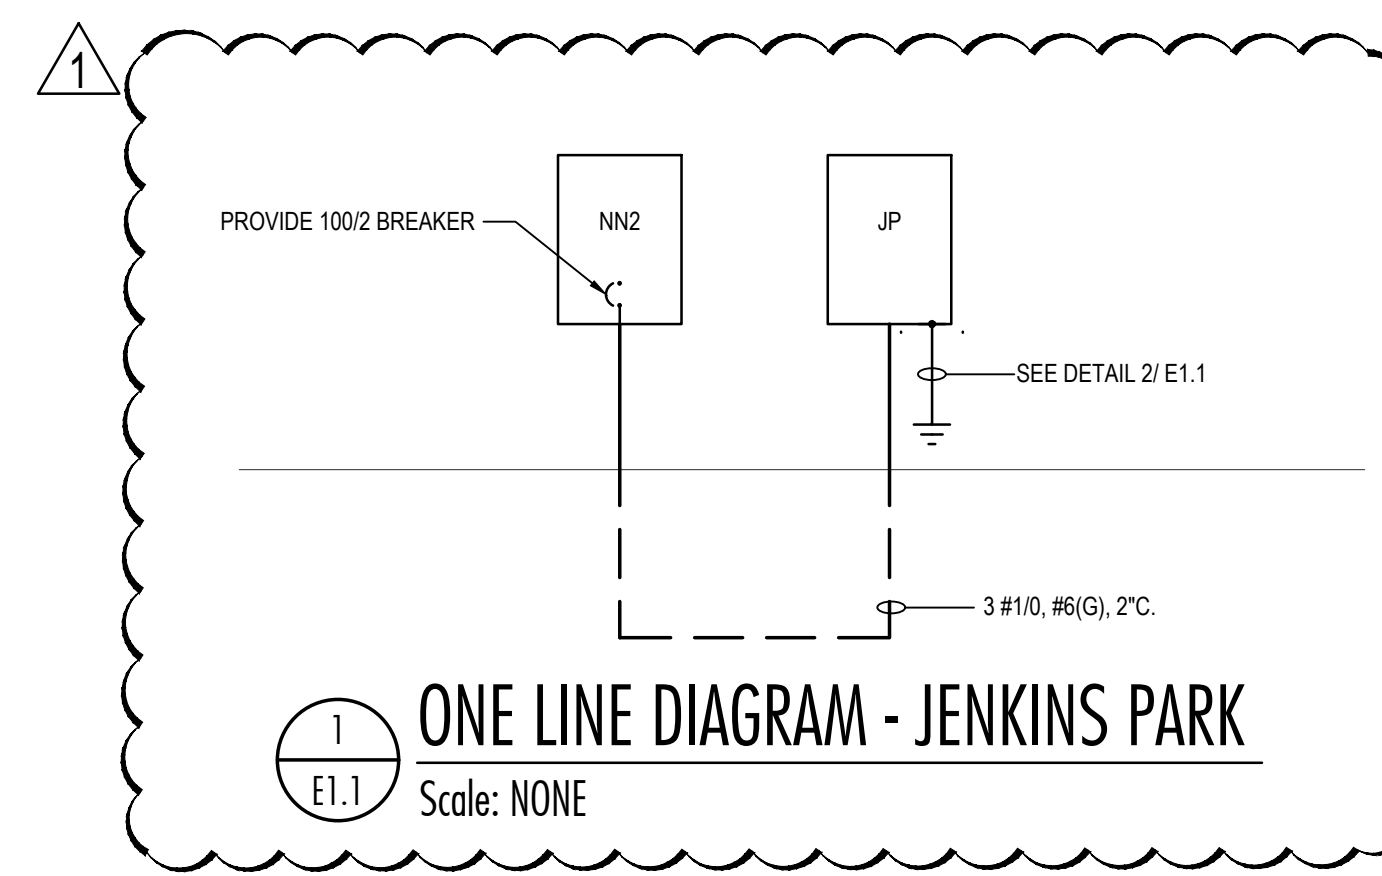 1
PROVIDE 100/2 BREAKER
NN2
JP
SEE DETAIL 2/ E1.1
3 #1/0, #6(G), 2"C.
1
E1.1
ONE LINE DIAGRAM - JENKINS PARK
Scale: NONE